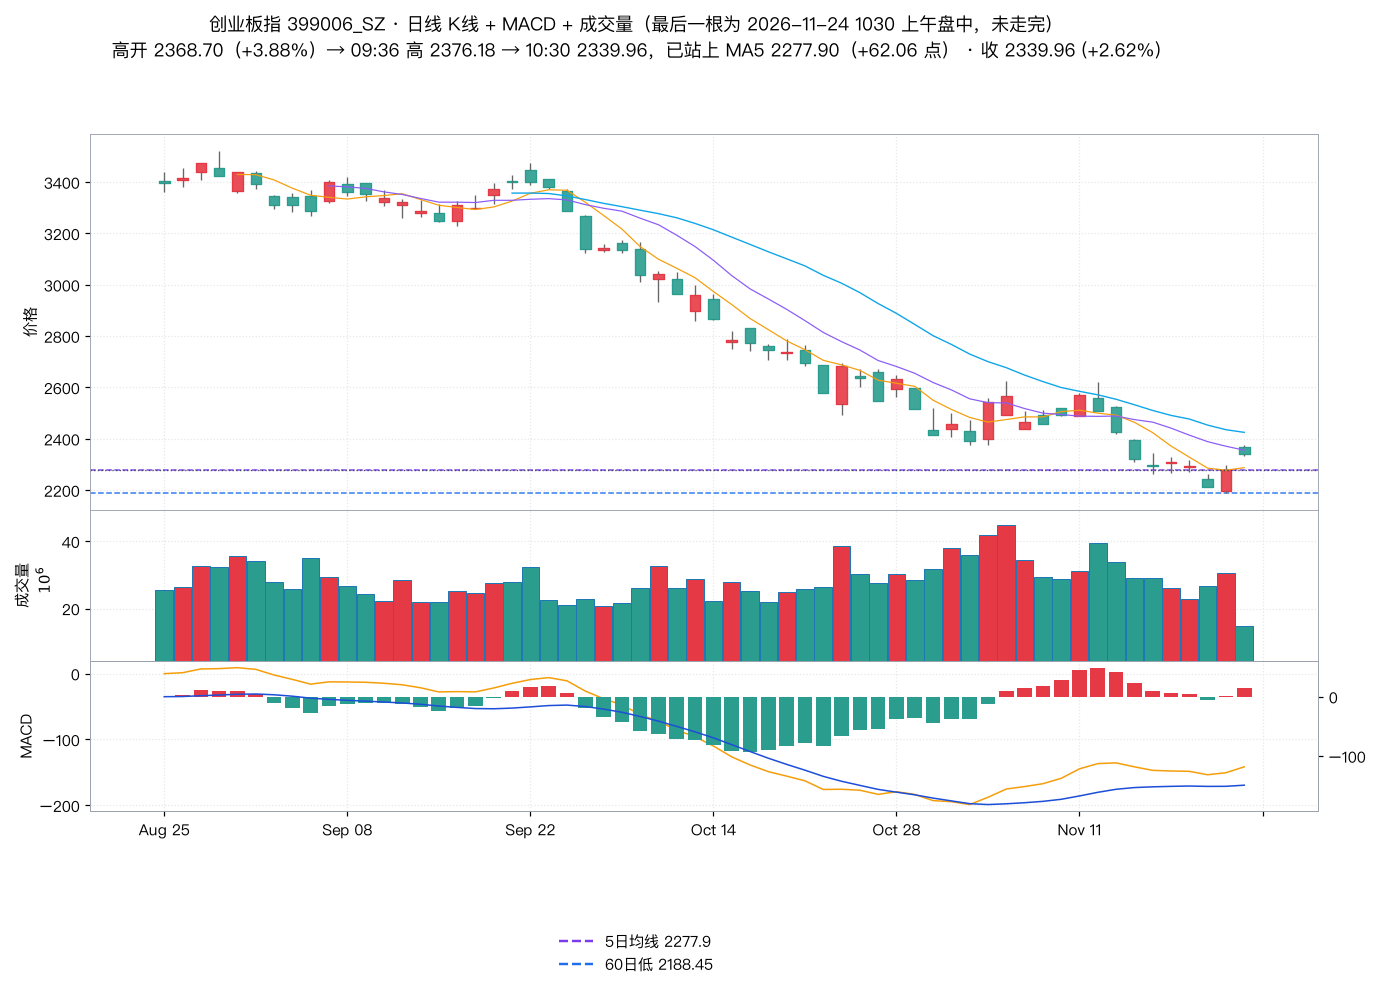 创业板指 399006_SZ · 日线 K线 + MACD + 成交量（最后一根为 2026−11−24 1030 上午盘中，未走完）
高开 2368.70（+3.88%）→ 09:36 高 2376.18 → 10:30 2339.96，已站上 MA5 2277.90（+62.06 点） · 收 2339.96 (+2.62%)
价格
3400
3200
3000
2800
2600
2400
2200
成交量
10⁶
40
20
MACD
0
−100
−200
0
−100
Aug 25
Sep 08
Sep 22
Oct 14
Oct 28
Nov 11
5日均线 2277.9
60日低 2188.45